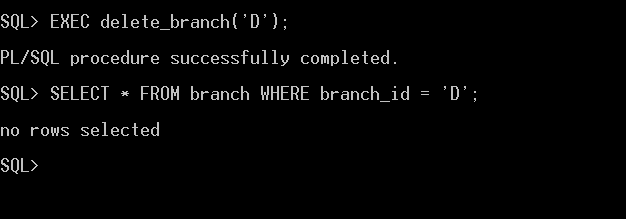 SQL> EXEC delete_branch('D');
PL/SQL procedure successfully completed.
SQL> SELECT * FROM branch WHERE branch_id = 'D';
no rows selected
SQL>